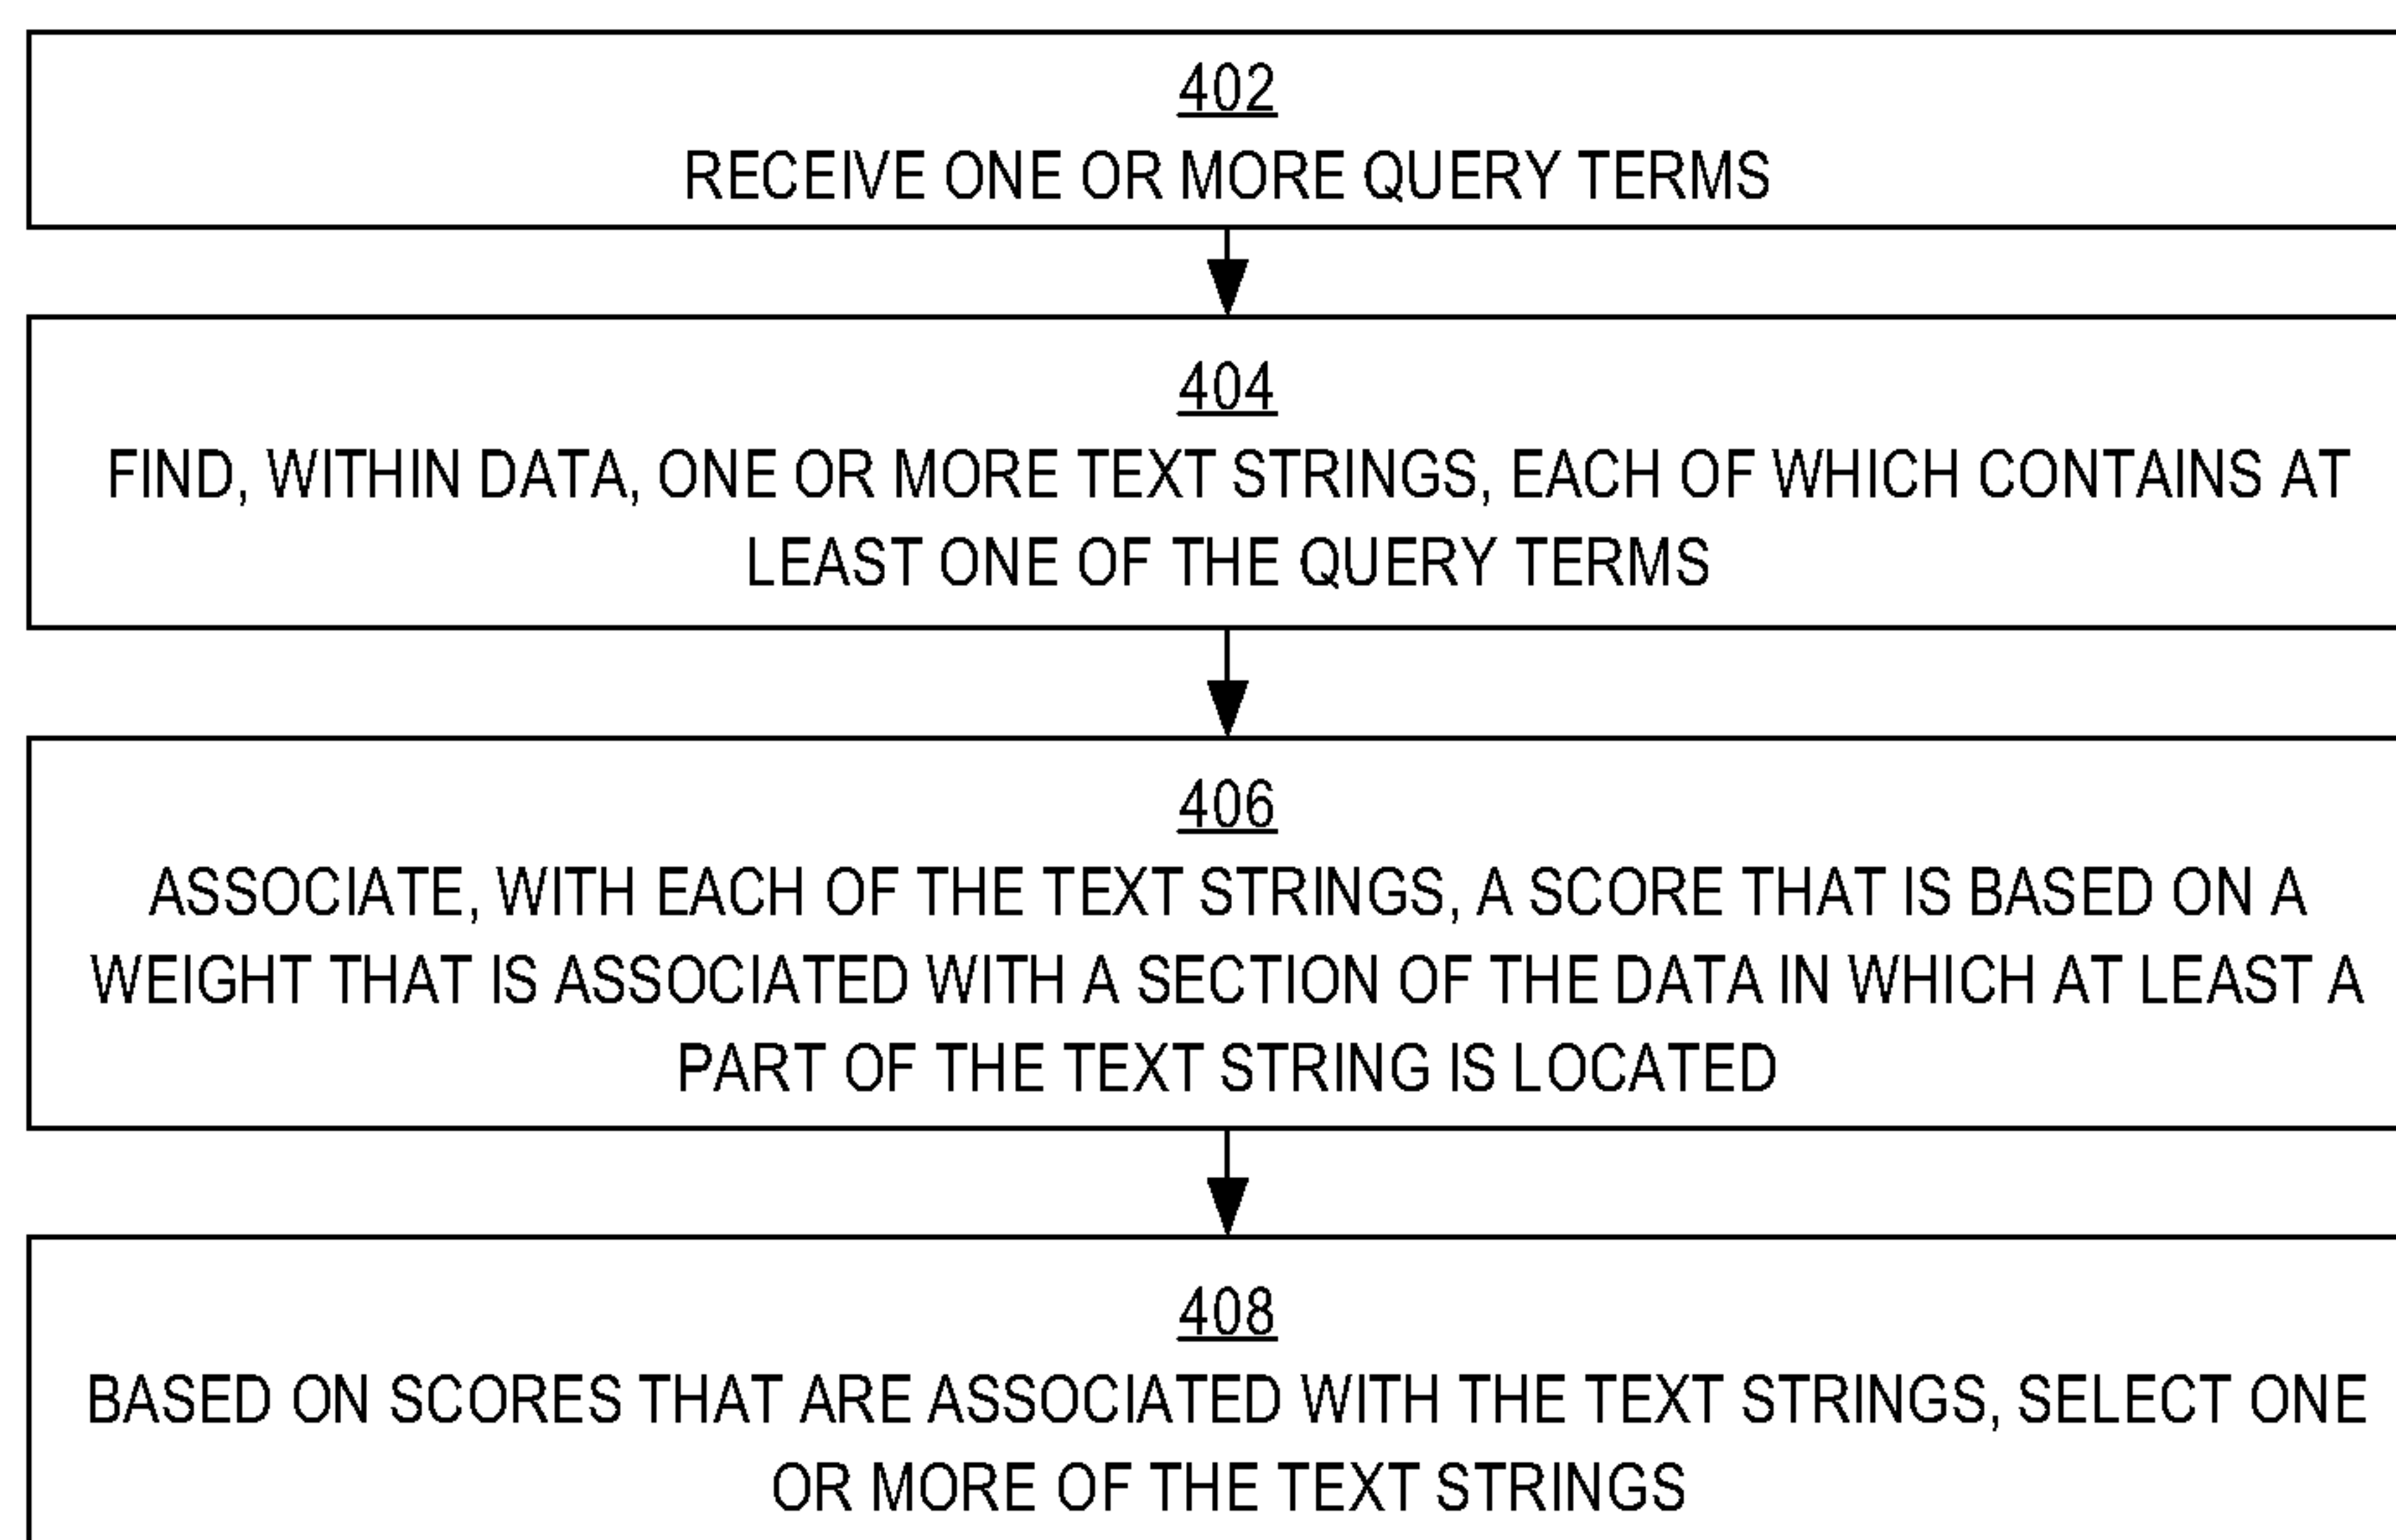 402
RECEIVE ONE OR MORE QUERY TERMS
404
FIND, WITHIN DATA, ONE OR MORE TEXT STRINGS, EACH OF WHICH CONTAINS AT
LEAST ONE OF THE QUERY TERMS
406
ASSOCIATE, WITH EACH OF THE TEXT STRINGS, A SCORE THAT IS BASED ON A
WEIGHT THAT IS ASSOCIATED WITH A SECTION OF THE DATA IN WHICH AT LEAST A
PART OF THE TEXT STRING IS LOCATED
408
BASED ON SCORES THAT ARE ASSOCIATED WITH THE TEXT STRINGS, SELECT ONE
OR MORE OF THE TEXT STRINGS